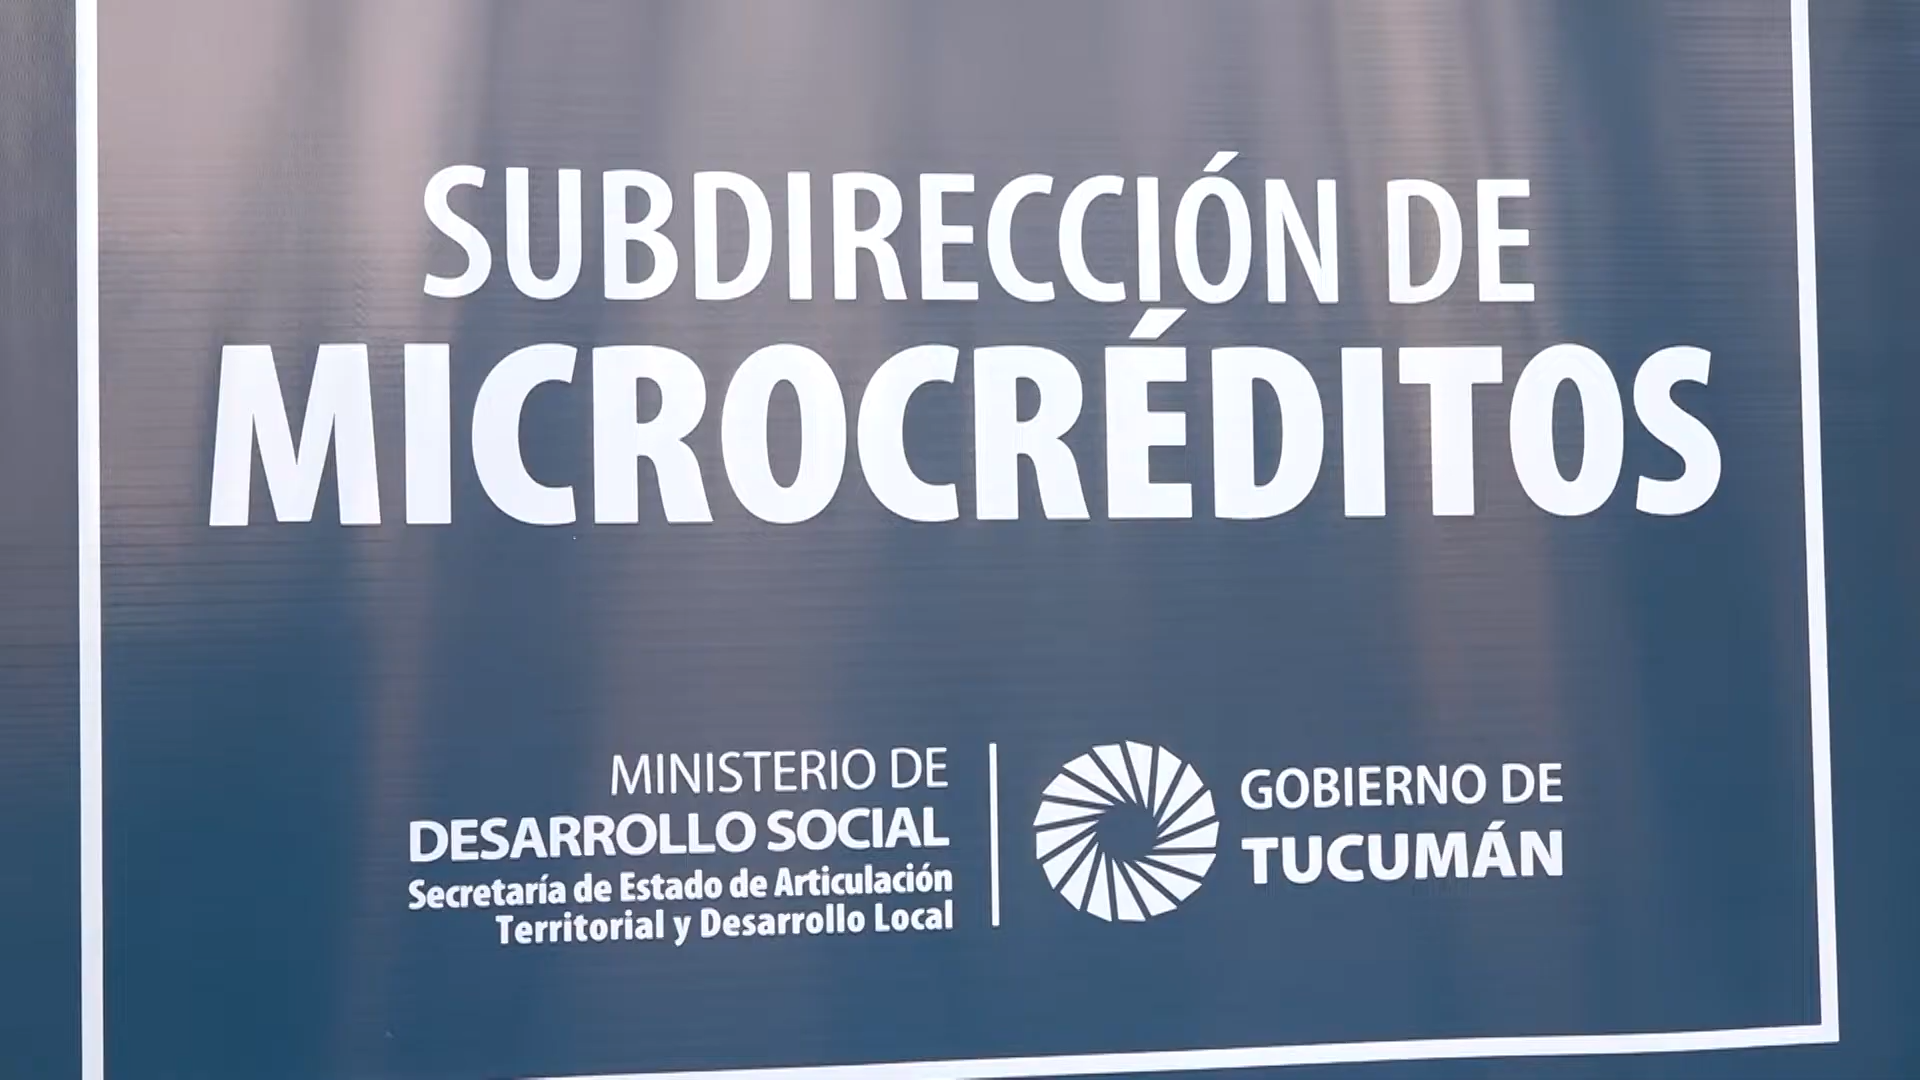 SUBDIRECCIÓN DE
MICROCRÉDITOS
MINISTERIO DE
DESARROLLO SOCIAL
Secretaría de Estado de Articulación
Territorial y Desarrollo Local
GOBIERNO DE
TUCUMÁN